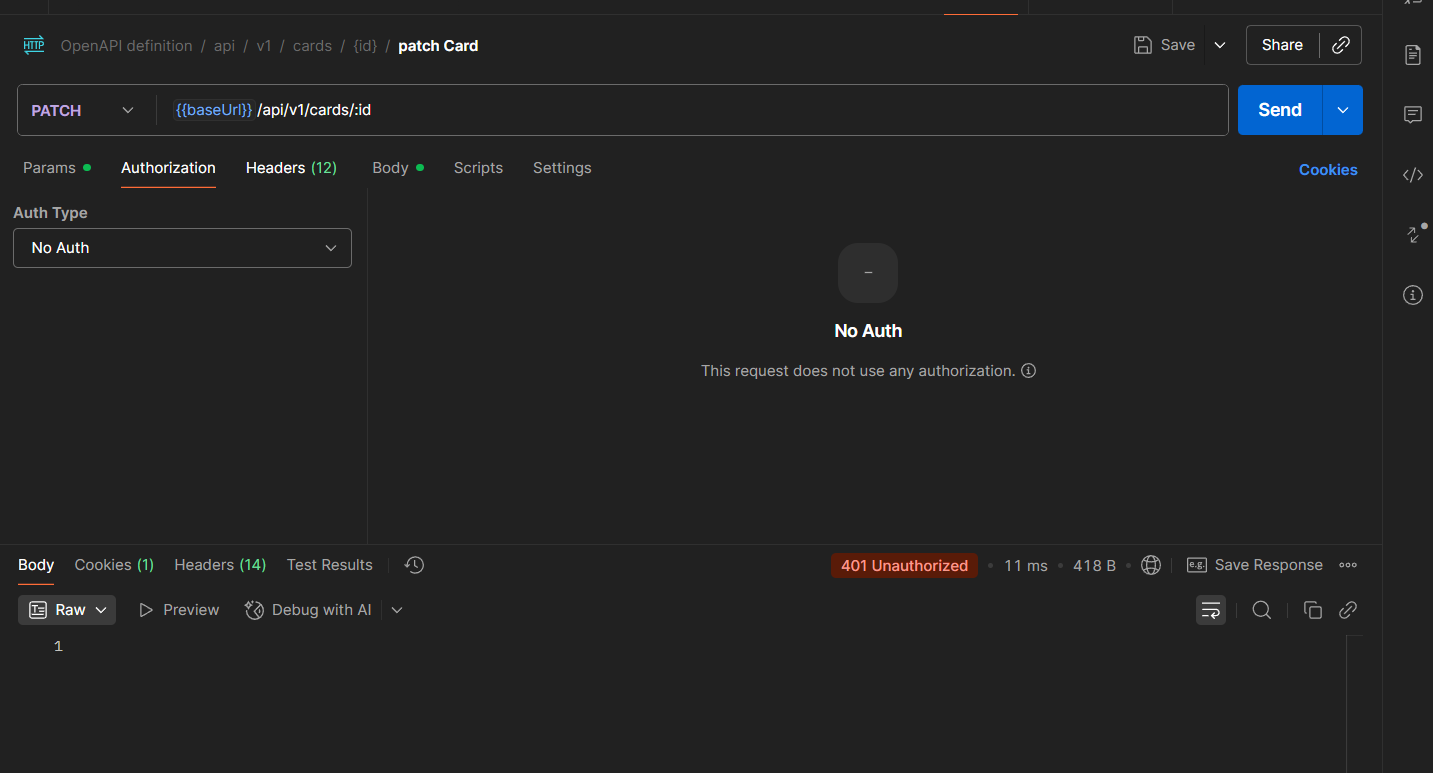 HTTP OpenAPI definition / api / v1 / cards / {id} / patch Card Save Share
PATCH {{baseUrl}}/api/v1/cards/:id Send
Params Authorization Headers (12) Body Scripts Settings Cookies
Auth Type
No Auth
-
No Auth
This request does not use any authorization.
Body Cookies (1) Headers (14) Test Results 401 Unauthorized • 11 ms • 418 B • e.g. Save Response
Raw Preview Debug with AI
1